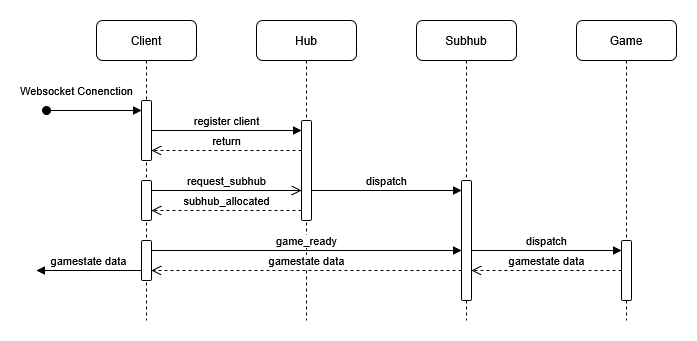 Client
Hub
Subhub
Game
Websocket Conenction
register client
return
request_subhub
dispatch
subhub_allocated
game_ready
dispatch
gamestate data
gamestate data
gamestate data